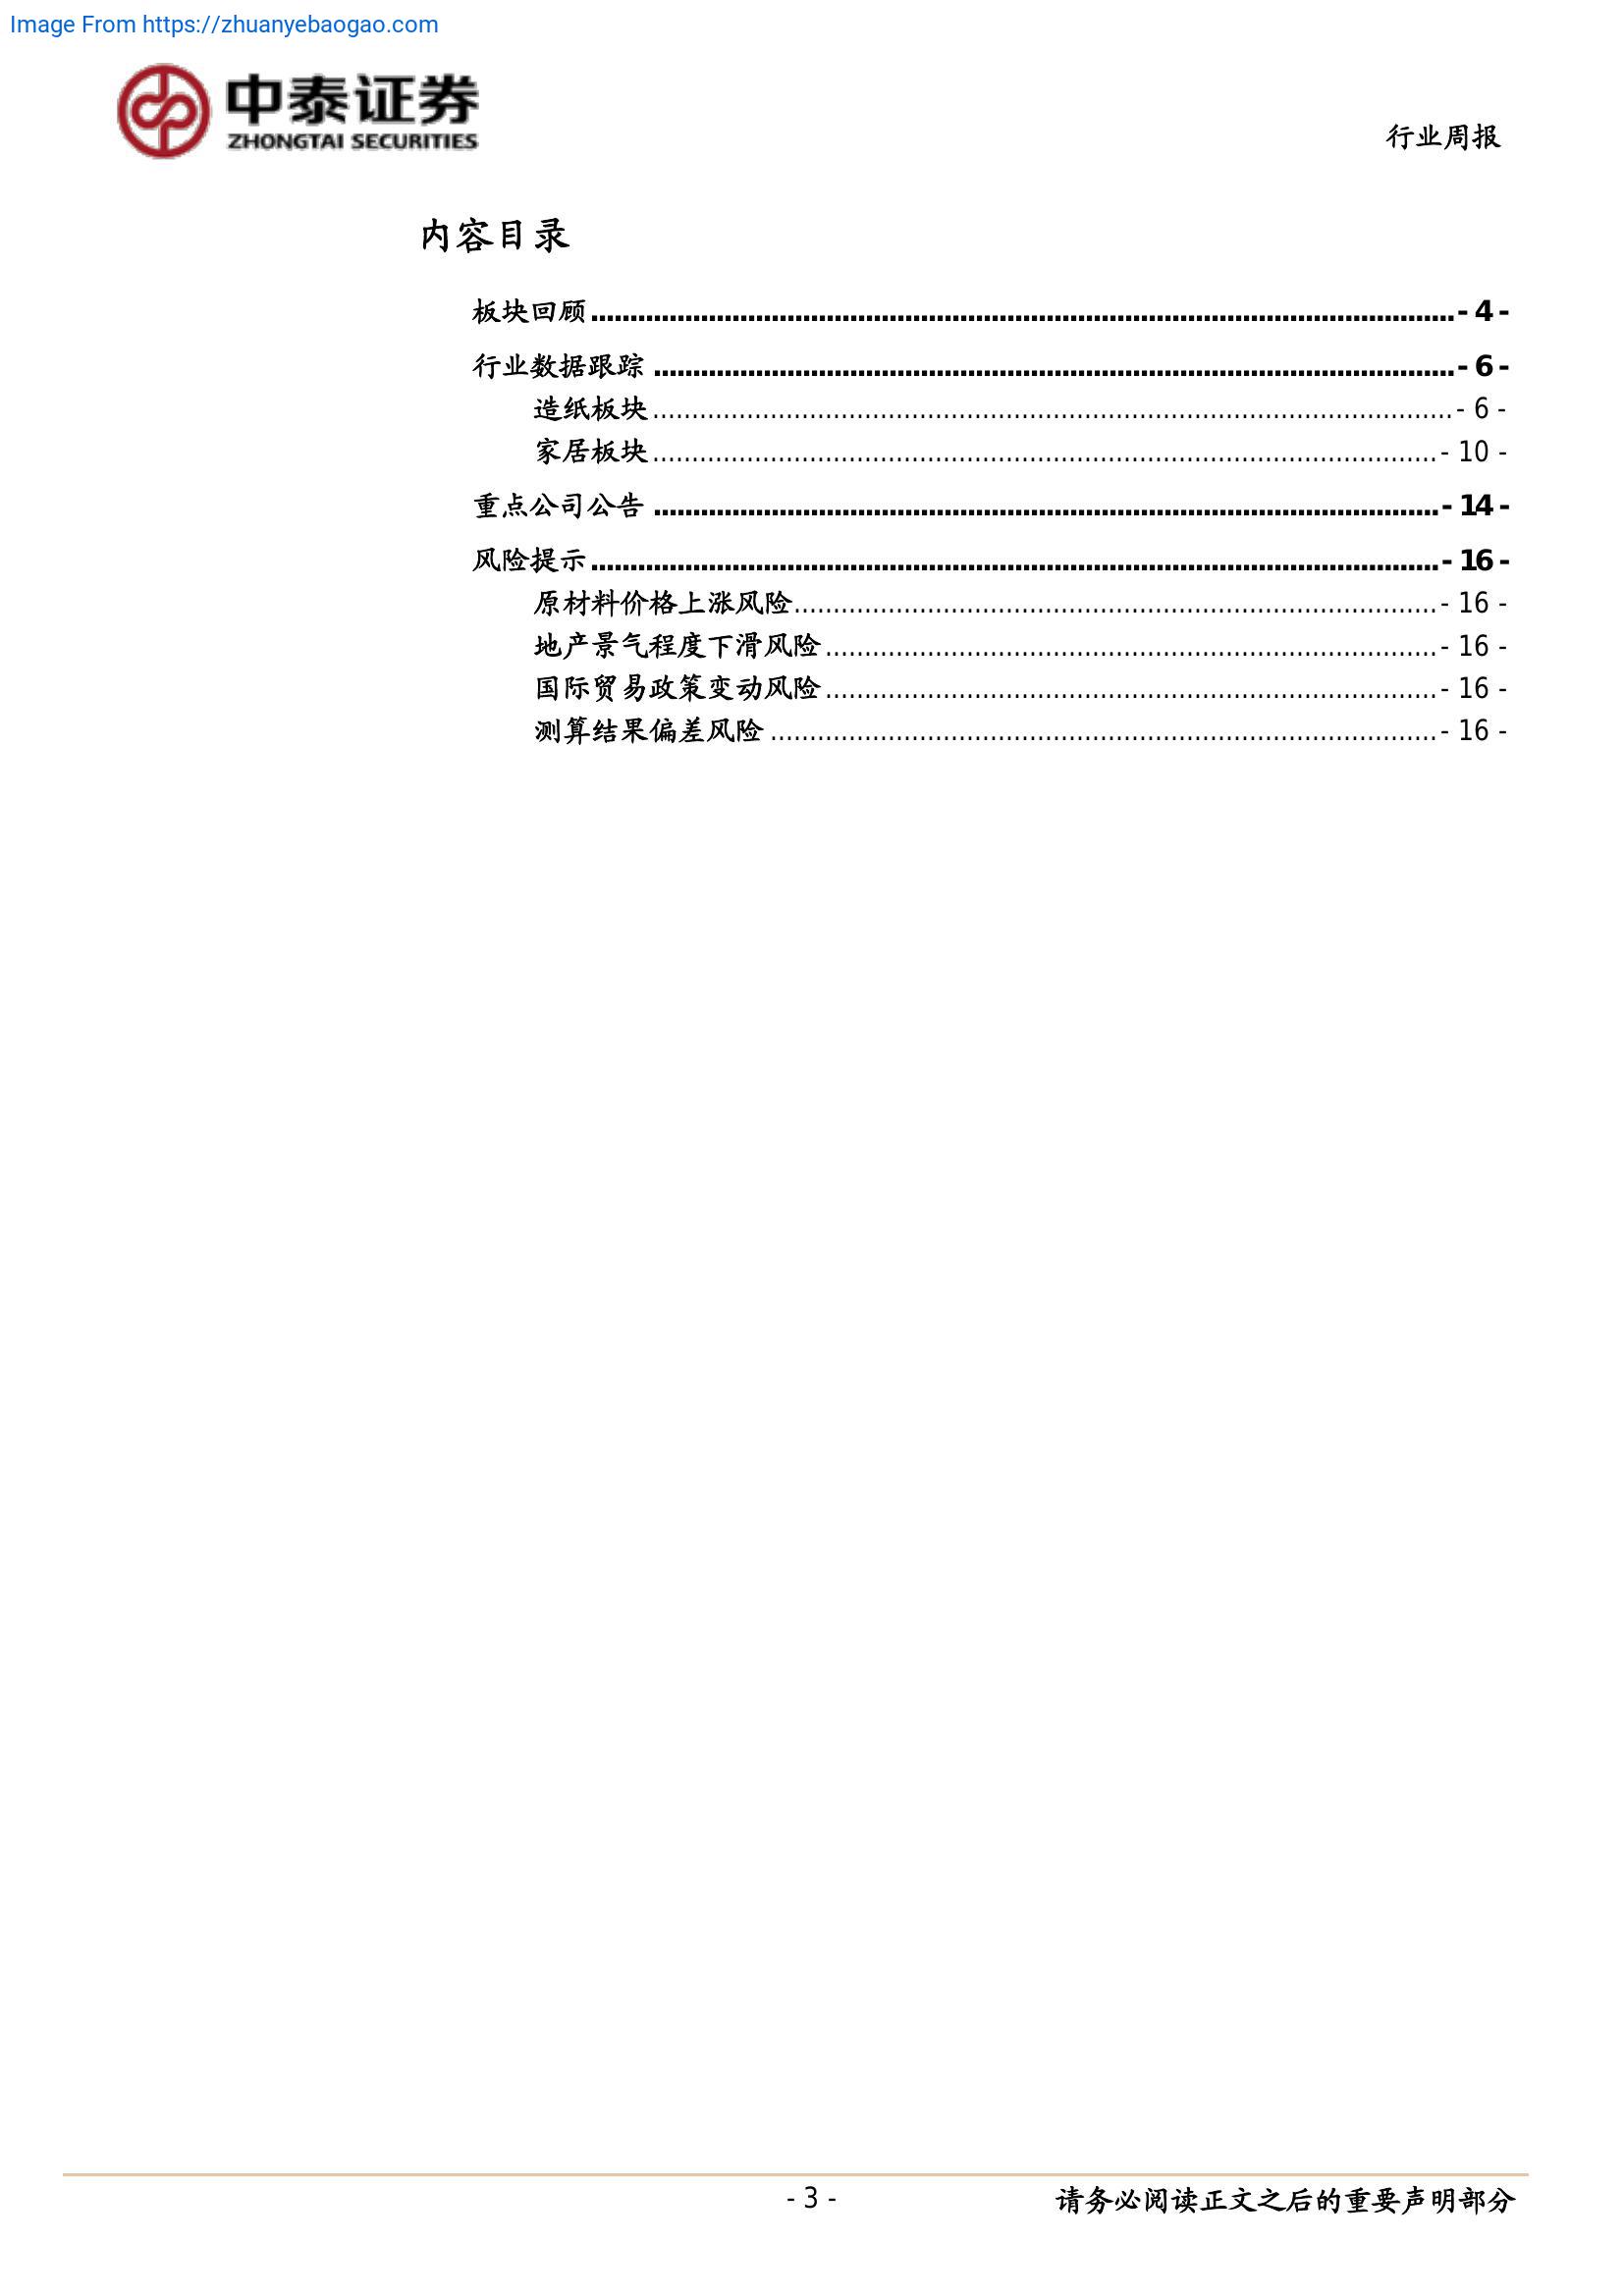 Image From https://zhuanyebaogao.com
中泰证券
ZHONGTAI SECURITIES
行业周报
内容目录
板块回顾 - 4 -
行业数据跟踪 - 6 -
造纸板块 - 6 -
家居板块 - 10 -
重点公司公告 - 14 -
风险提示 - 16 -
原材料价格上涨风险 - 16 -
地产景气程度下滑风险 - 16 -
国际贸易政策变动风险 - 16 -
测算结果偏差风险 - 16 -
- 3 -
请务必阅读正文之后的重要声明部分